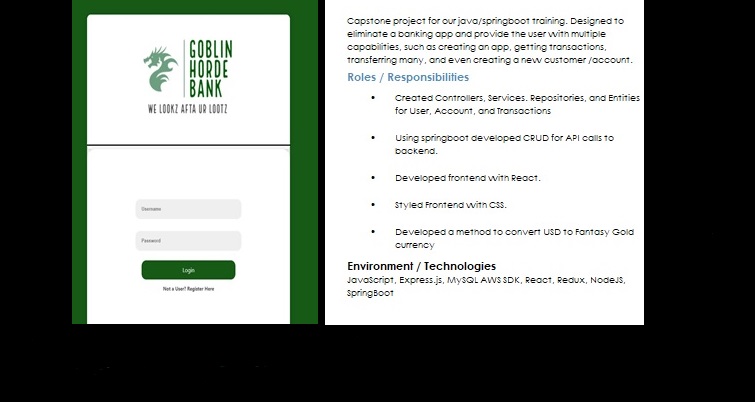 GOBLIN
HORDE
BANK
WE LOOKZ AFTA UR LOOTZ
Username
Password
Login
Not a User? Register Here
Capstone project for our java/springboot training. Designed to
eliminate a banking app and provide the user with multiple
capabilities, such as creating an app, getting transactions,
transferring many, and even creating a new customer /account.
Roles / Responsibilities
• Created Controllers, Services. Repositories, and Entities
for User, Account, and Transactions
• Using springboot developed CRUD for API calls to
backend.
• Developed frontend with React.
• Styled Frontend with CSS.
• Developed a method to convert USD to Fantasy Gold
currency
Environment / Technologies
JavaScript, Express.js, MySQL AWS SDK, React, Redux, NodeJS,
SpringBoot